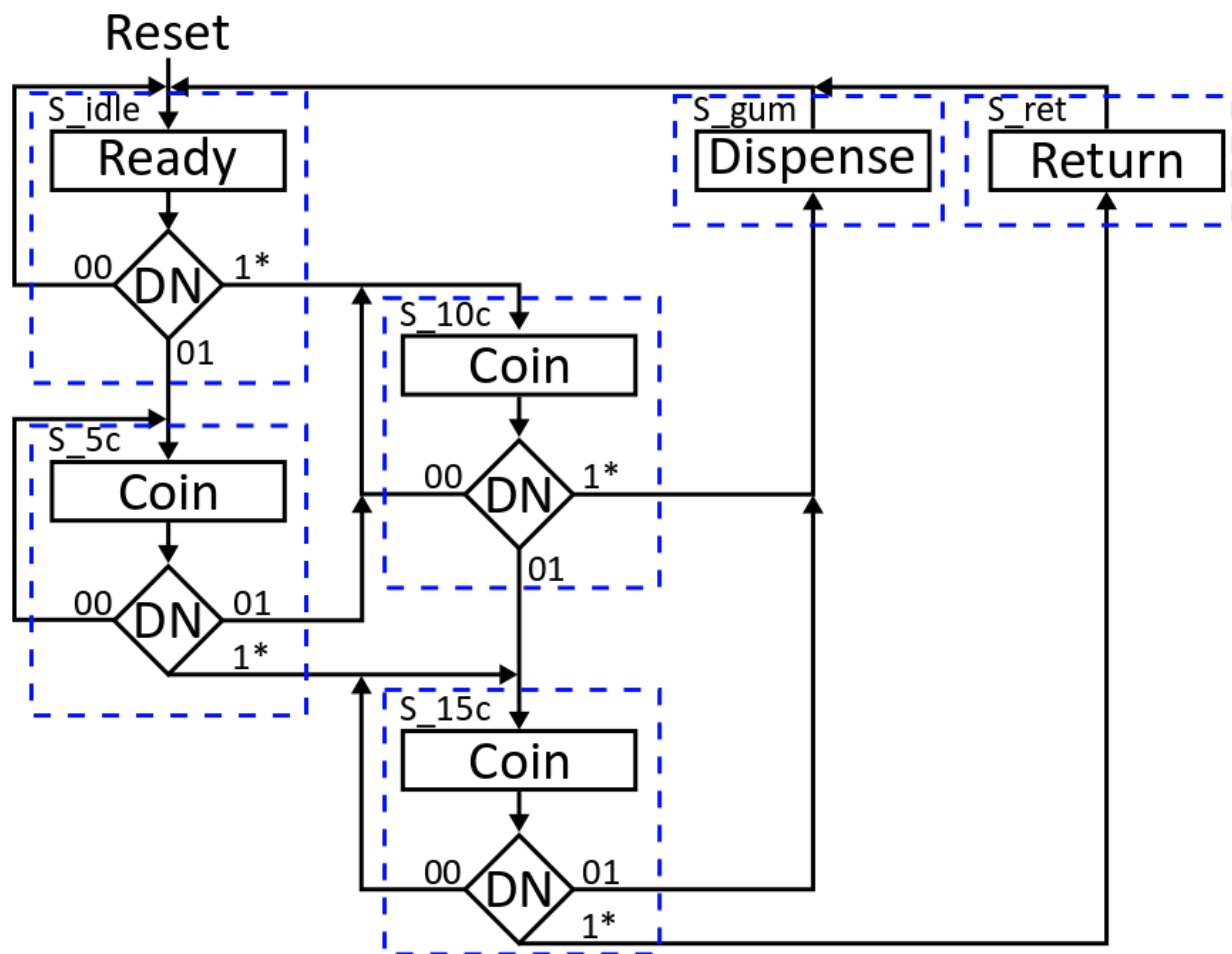 Reset
S_idle
Ready
DN
00
1*
01
S_gum
Dispense
S_ret
Return
S_10c
Coin
DN
00
1*
01
S_5c
Coin
DN
00
01
1*
S_15c
Coin
DN
00
01
1*